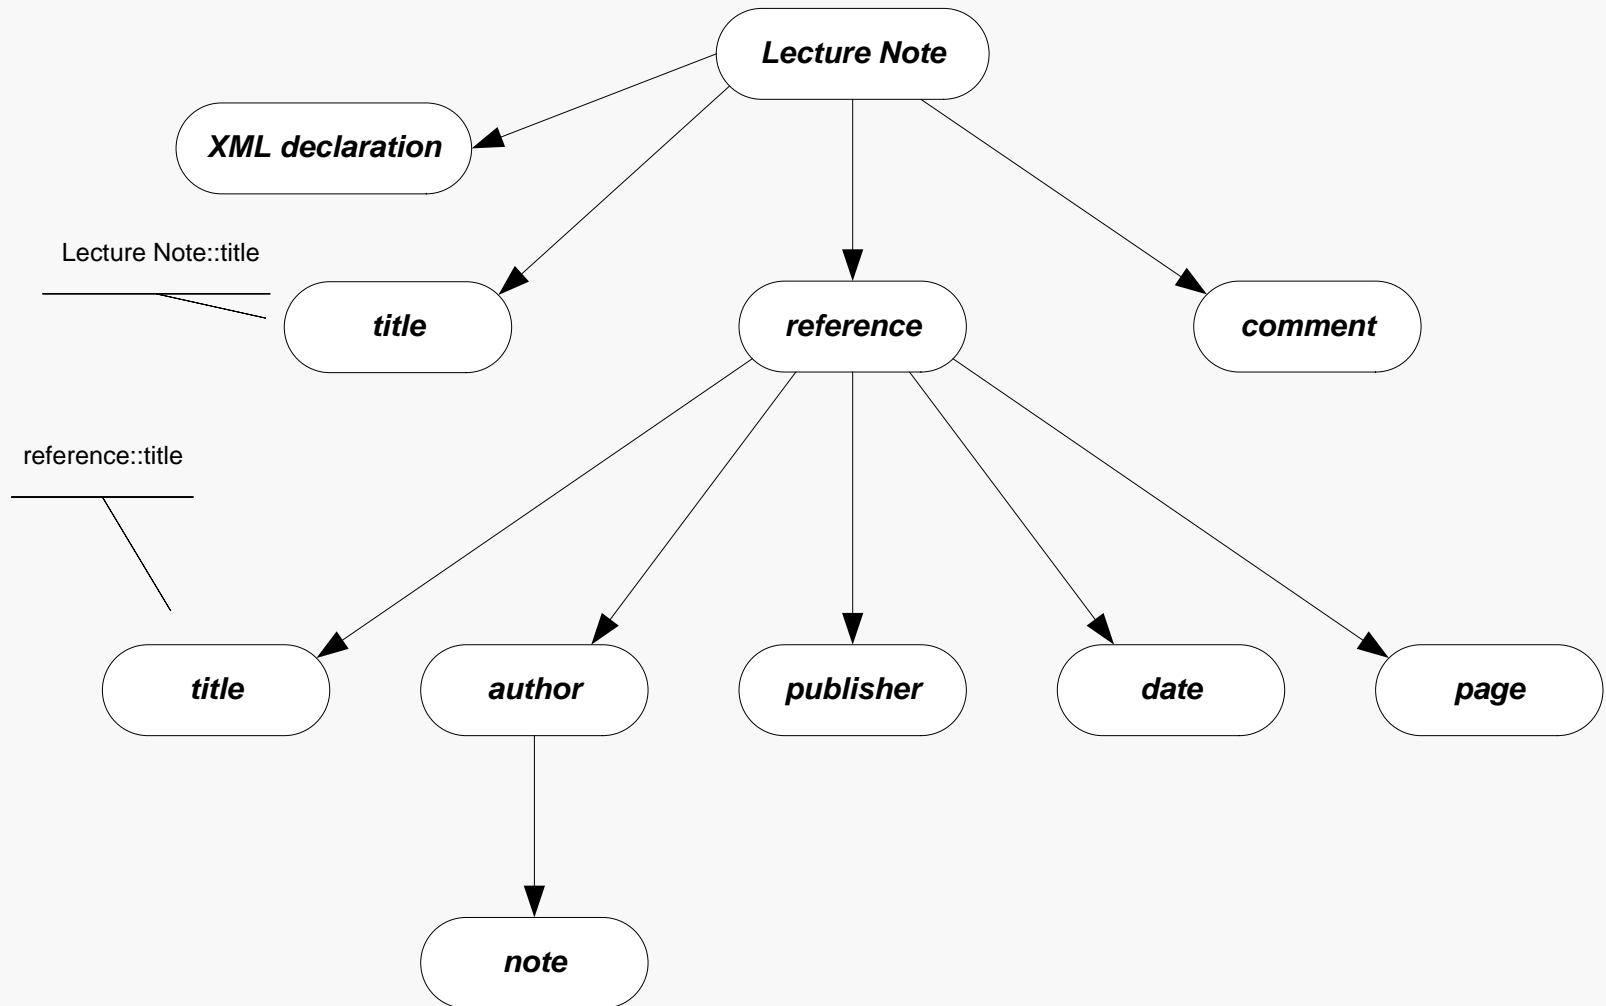 Lecture Note
XML declaration
Lecture Note::title
title
reference
comment
reference::title
title
author
publisher
date
page
note